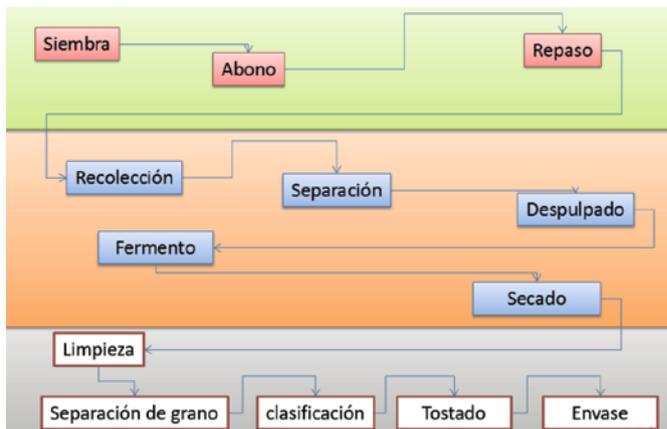 Siembra
Abono
Repaso
Recolección
Separación
Despulpado
Fermento
Secado
Limpieza
Separación de grano
clasificación
Tostado
Envase